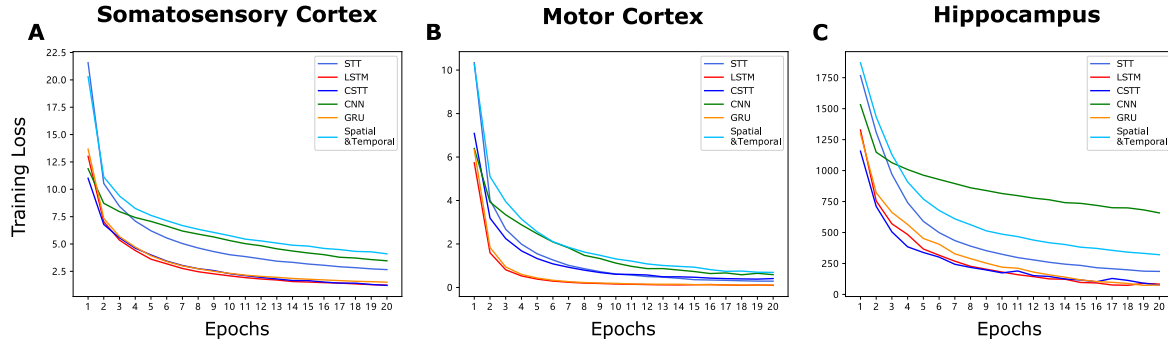 Somatosensory Cortex
Motor Cortex
Hippocampus
A
B
C
Training Loss
22.5
20.0
17.5
15.0
12.5
10.0
7.5
5.0
2.5
STT
LSTM
CSTT
CNN
GRU
Spatial
&Temporal
1 2 3 4 5 6 7 8 9 10 11 12 13 14 15 16 17 18 19 20
Epochs
10
8
6
4
2
0
STT
LSTM
CSTT
CNN
GRU
Spatial
&Temporal
1 2 3 4 5 6 7 8 9 10 11 12 13 14 15 16 17 18 19 20
Epochs
1750
1500
1250
1000
750
500
250
0
STT
LSTM
CSTT
CNN
GRU
Spatial
&Temporal
1 2 3 4 5 6 7 8 9 10 11 12 13 14 15 16 17 18 19 20
Epochs